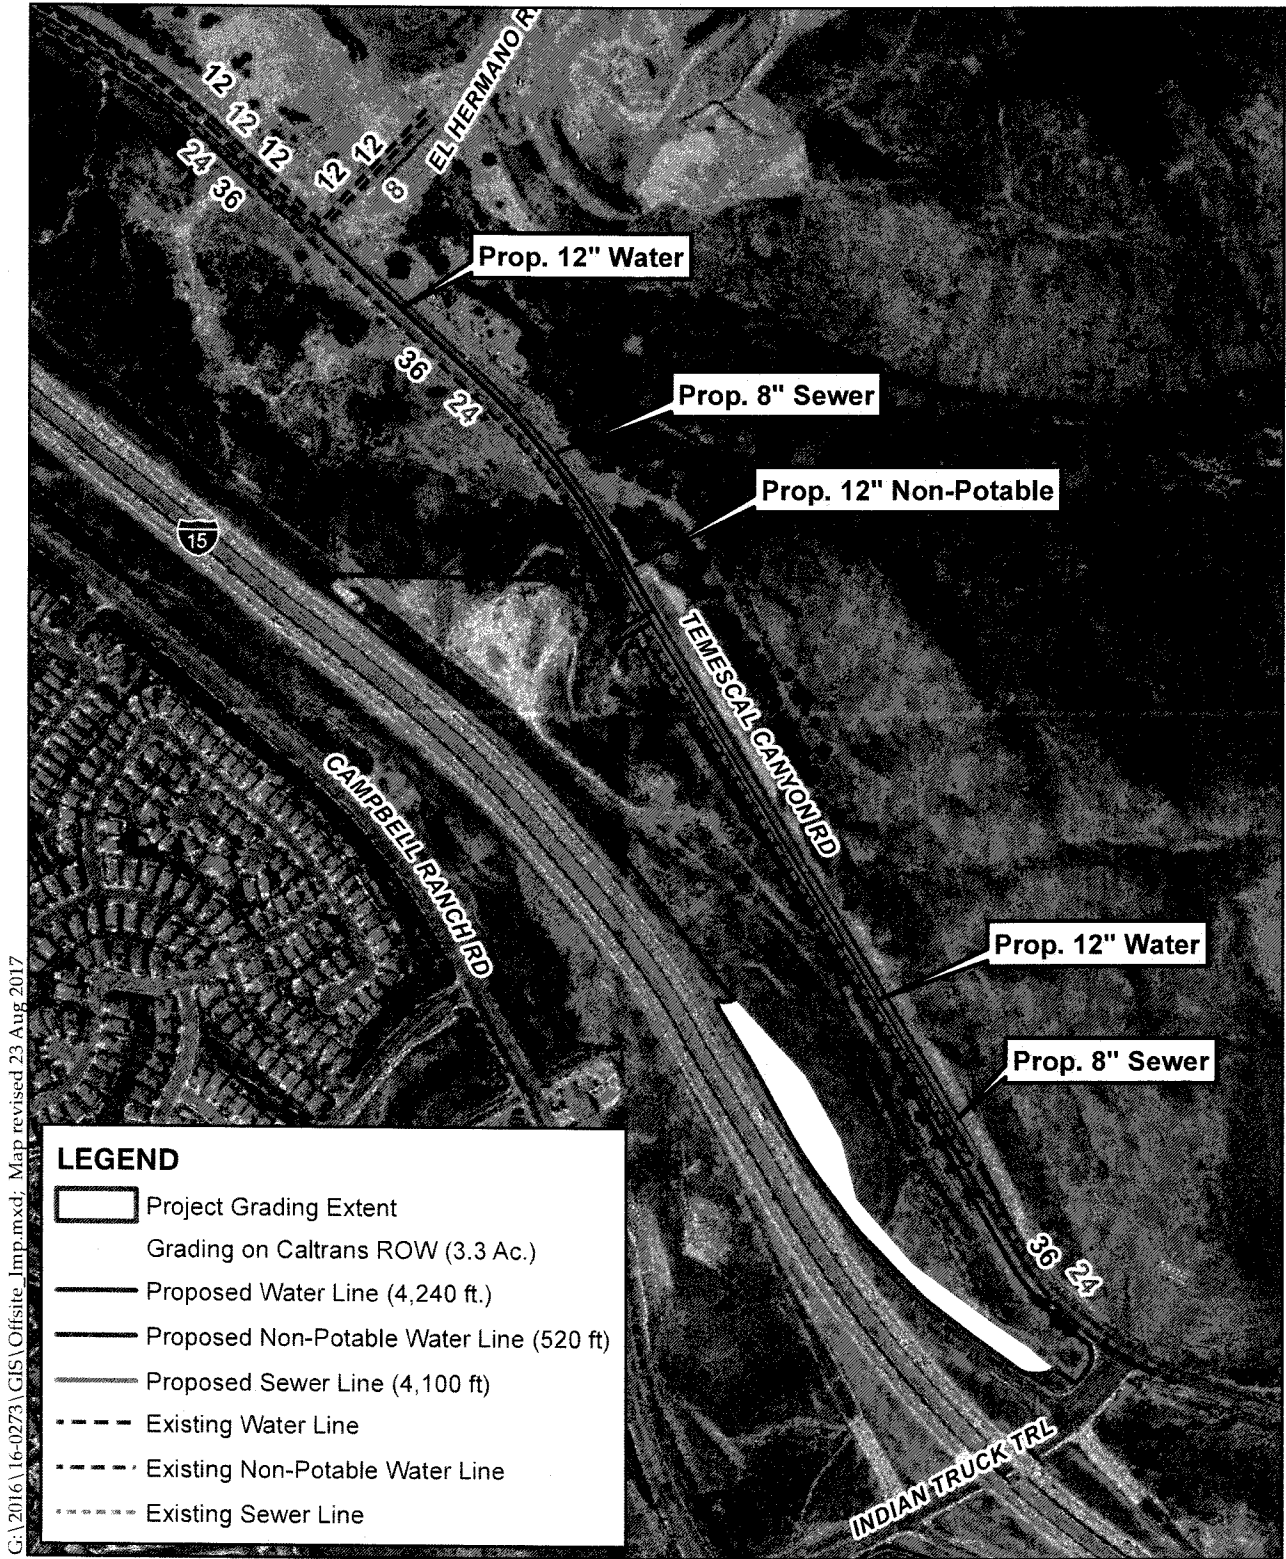 EL HERMANO
12
12
12
12
12
24
36
8
Prop. 12" Water
36
24
Prop. 8" Sewer
Prop. 12" Non-Potable
15
TEMESCAL CANYON RD
CAMPBELL RANCH RD
Prop. 12" Water
Prop. 8" Sewer
36
24
INDIAN TRUCK TRL
LEGEND
Project Grading Extent
Grading on Caltrans ROW (3.3 Ac.)
Proposed Water Line (4,240 ft.)
Proposed Non-Potable Water Line (520 ft)
Proposed Sewer Line (4,100 ft)
Existing Water Line
Existing Non-Potable Water Line
Existing Sewer Line
G:\2016\16-0273\GIS\Offsite_Imp.mxd; Map revised 23 Aug 2017